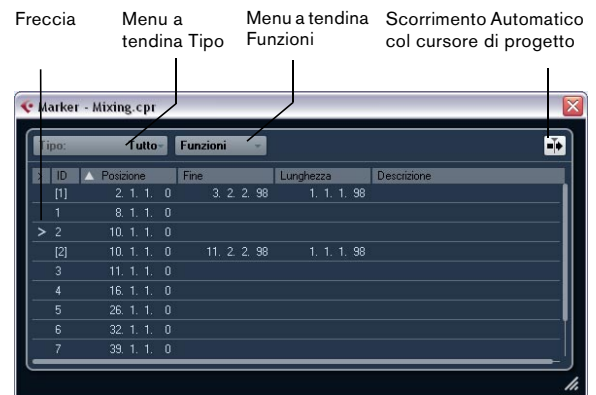 Freccia
Menu a tendina Tipo
Menu a tendina Funzioni
Scorrimento Automatico col cursore di progetto
Marker - Mixing.cpr
Tipo: Tutto Funzioni
> ID Posizione Fine Lunghezza Descrizione
[1] 2. 1. 1. 0 3. 2. 2. 98 1. 1. 1. 98
1 8. 1. 1. 0
> 2 10. 1. 1. 0
[2] 10. 1. 1. 0 11. 2. 2. 98 1. 1. 1. 98
3 11. 1. 1. 0
4 16. 1. 1. 0
5 26. 1. 1. 0
6 32. 1. 1. 0
7 39. 1. 1. 0